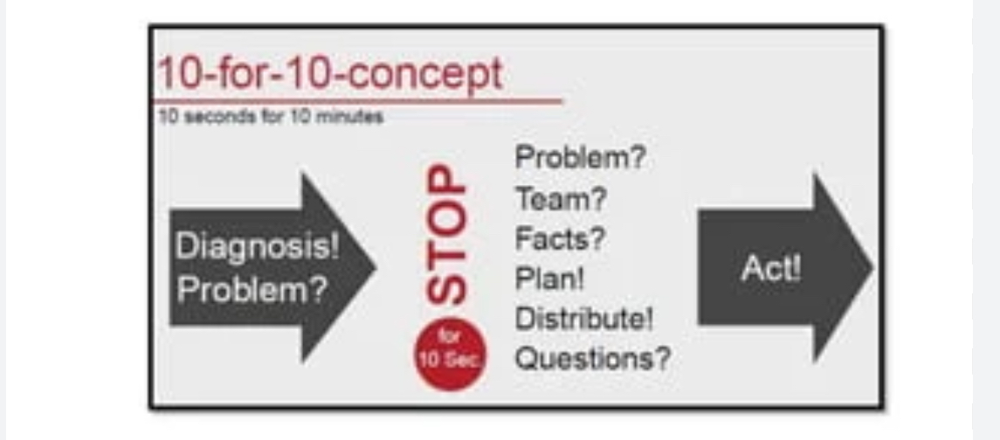 10-for-10-concept
10 seconds for 10 minutes
Diagnosis!
Problem?
STOP
for
10 Sec.
Problem?
Team?
Facts?
Plan!
Distribute!
Questions?
Act!